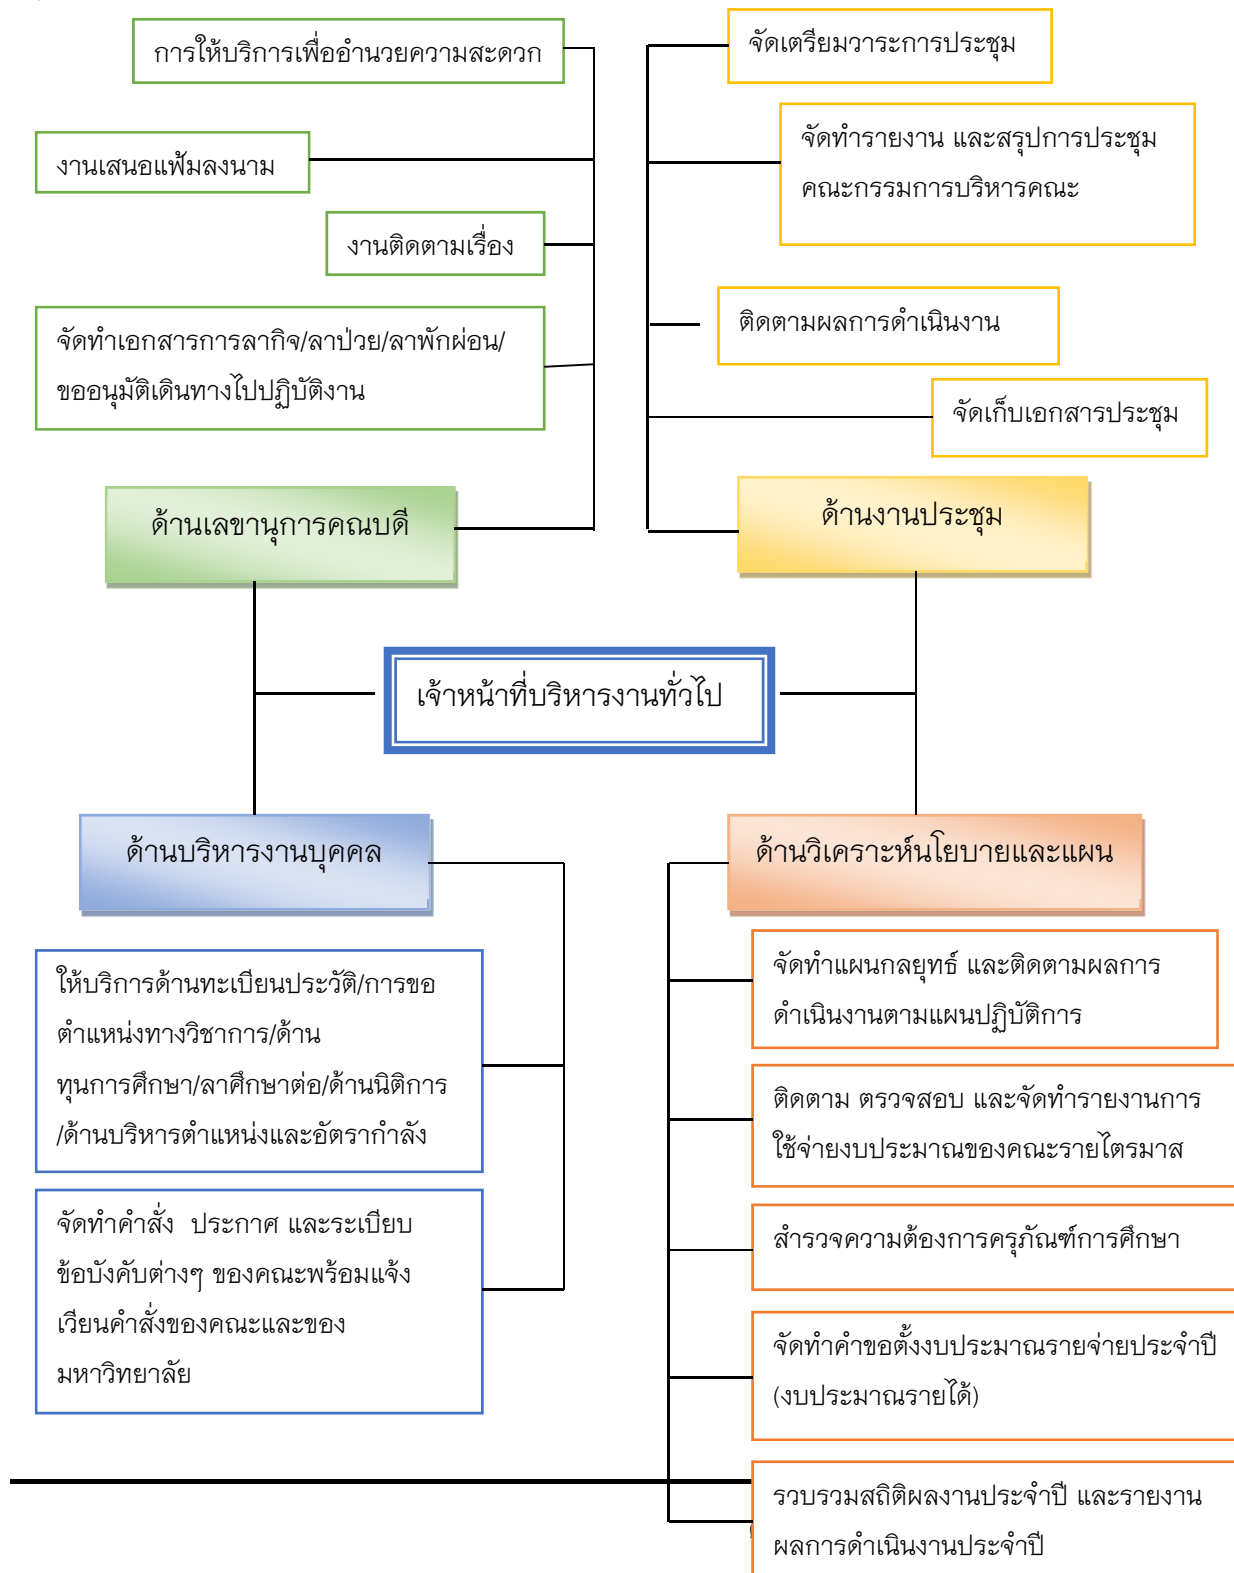 การให้บริการเพื่ออำนวยความสะดวก
งานเสนอแฟ้มลงนาม
งานติดตามเรื่อง
จัดทำเอกสารการลากิจ/ลาป่วย/ลาพักผ่อน/
ขออนุมัติเดินทางไปปฏิบัติงาน
ด้านเลขานุการคณบดี
จัดเตรียมวาระการประชุม
จัดทำรายงาน และสรุปการประชุม
คณะกรรมการบริหารคณะ
ติดตามผลการดำเนินงาน
จัดเก็บเอกสารประชุม
ด้านงานประชุม
เจ้าหน้าที่บริหารงานทั่วไป
ด้านบริหารงานบุคคล
ให้บริการด้านทะเบียนประวัติ/การขอ
ตำแหน่งทางวิชาการ/ด้าน
ทุนการศึกษา/ลาศึกษาต่อ/ด้านนิติการ
/ด้านบริหารตำแหน่งและอัตรากำลัง
จัดทำคำสั่ง  ประกาศ และระเบียบ
ข้อบังคับต่างๆ ของคณะพร้อมแจ้ง
เวียนคำสั่งของคณะและของ
มหาวิทยาลัย
ด้านวิเคราะห์นโยบายและแผน
จัดทำแผนกลยุทธ์ และติดตามผลการ
ดำเนินงานตามแผนปฏิบัติการ
ติดตาม ตรวจสอบ และจัดทำรายงานการ
ใช้จ่ายงบประมาณของคณะรายไตรมาส
สำรวจความต้องการครุภัณฑ์การศึกษา
จัดทำคำขอตั้งงบประมาณรายจ่ายประจำปี
(งบประมาณรายได้)
รวบรวมสถิติผลงานประจำปี และรายงาน
ผลการดำเนินงานประจำปี